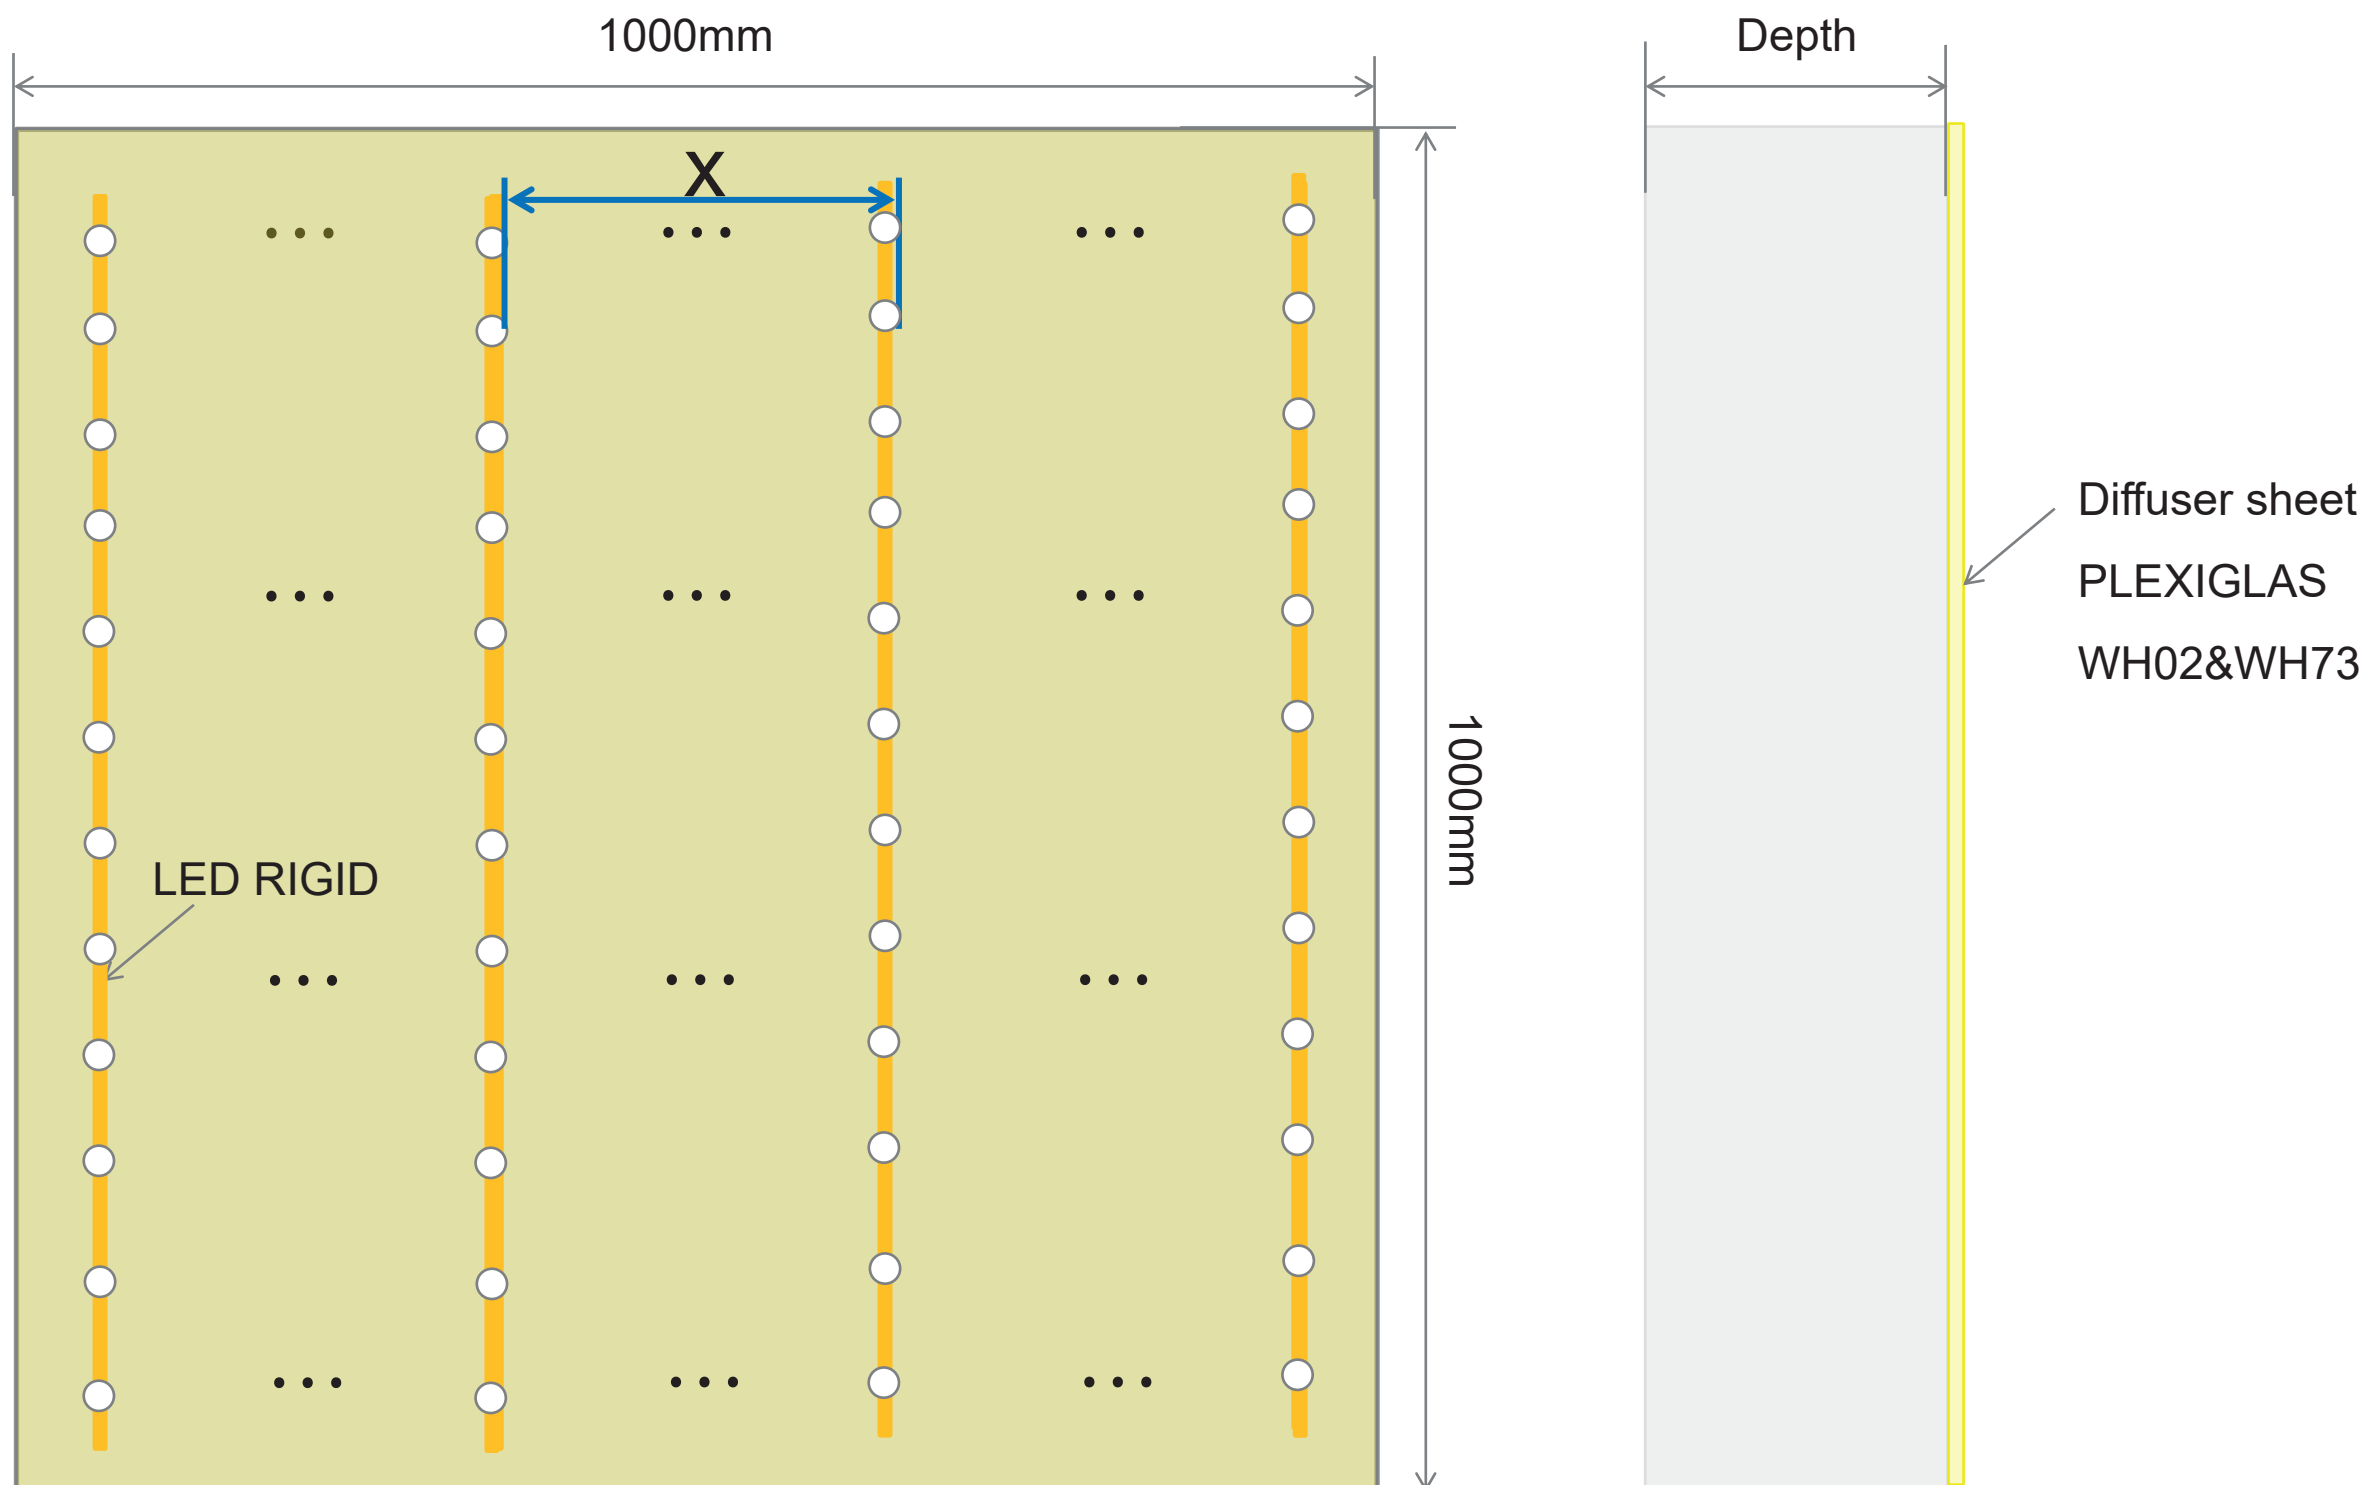 1000mm
Depth
X
Diffuser sheet
PLEXIGLAS
WH02&WH73
1000mm
LED RIGID